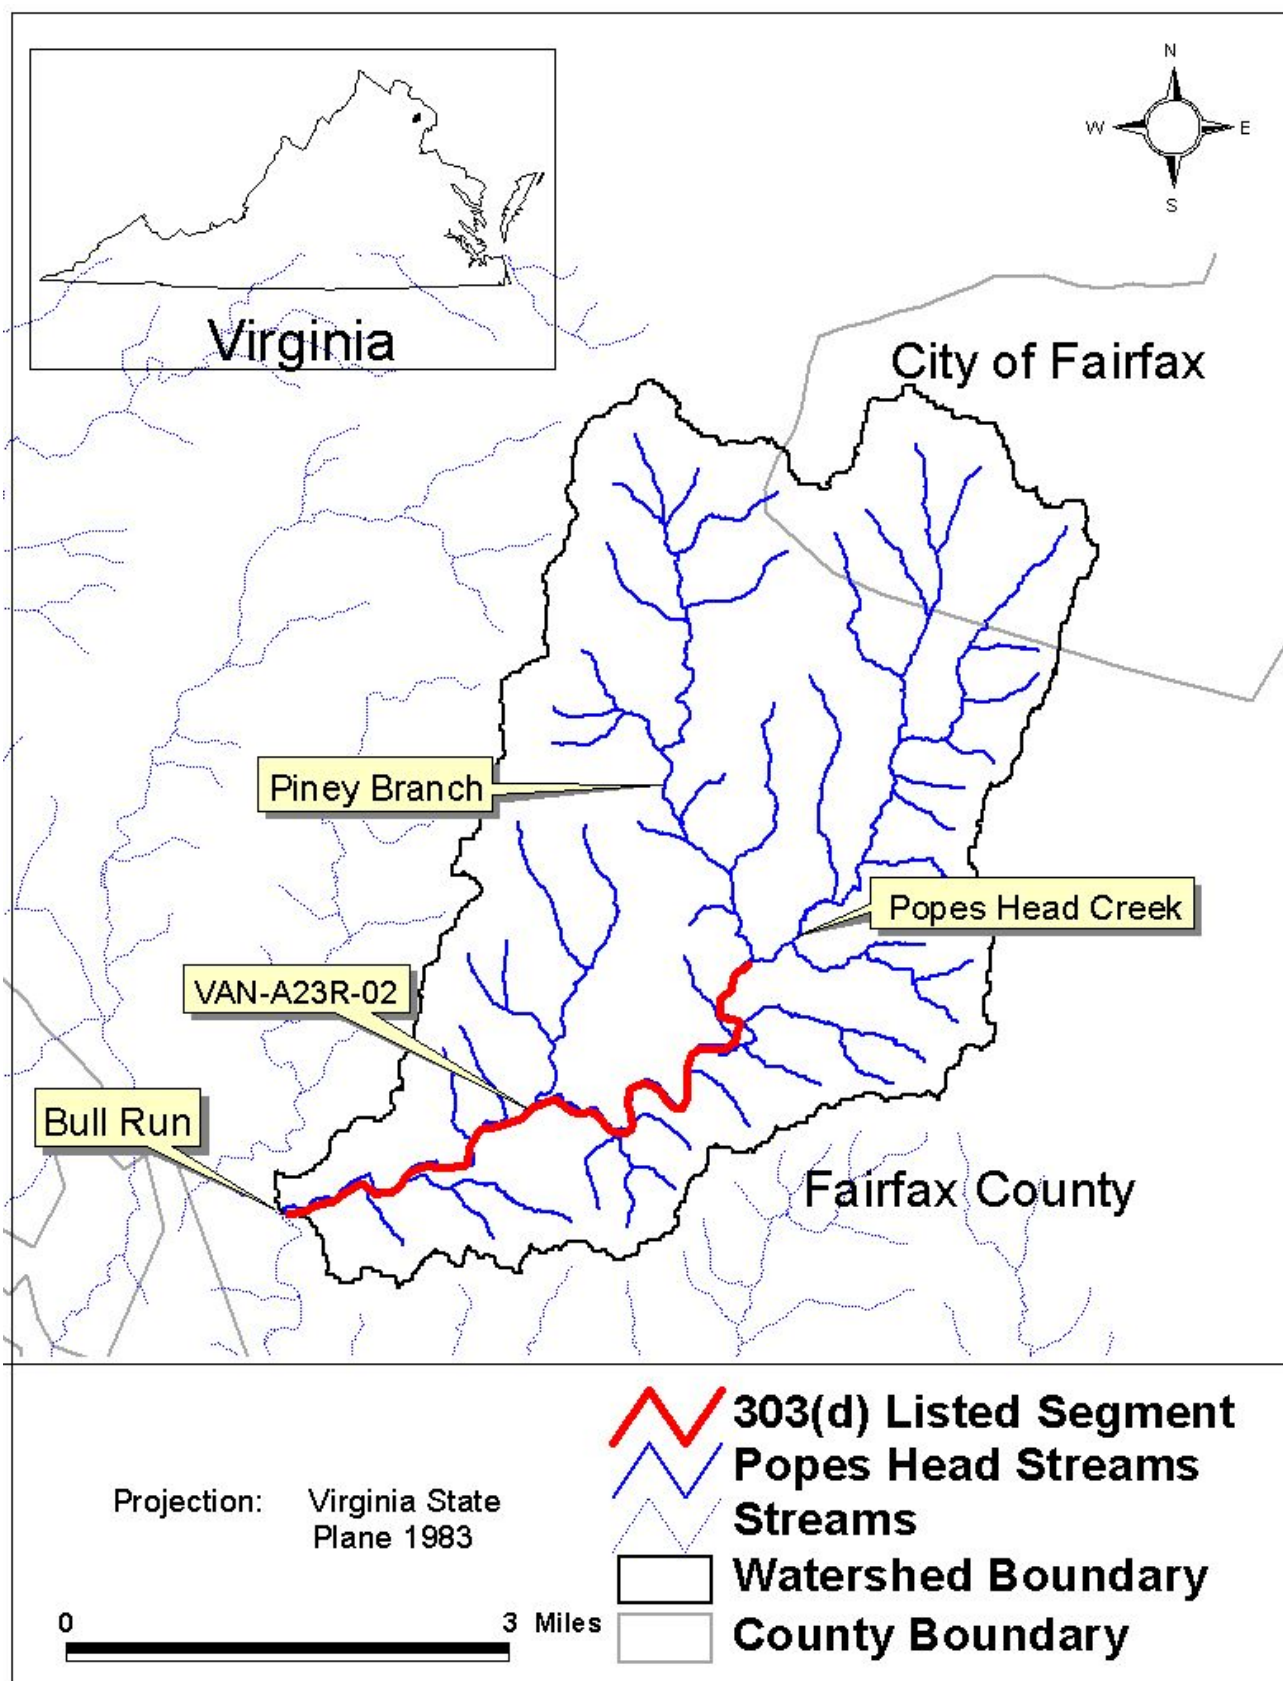 N
W
E
S
Virginia
City of Fairfax
Piney Branch
Popes Head Creek
VAN-A23R-02
Bull Run
Fairfax County
303(d) Listed Segment
Popes Head Streams
Streams
Watershed Boundary
County Boundary
Projection: Virginia State
Plane 1983
0 3 Miles